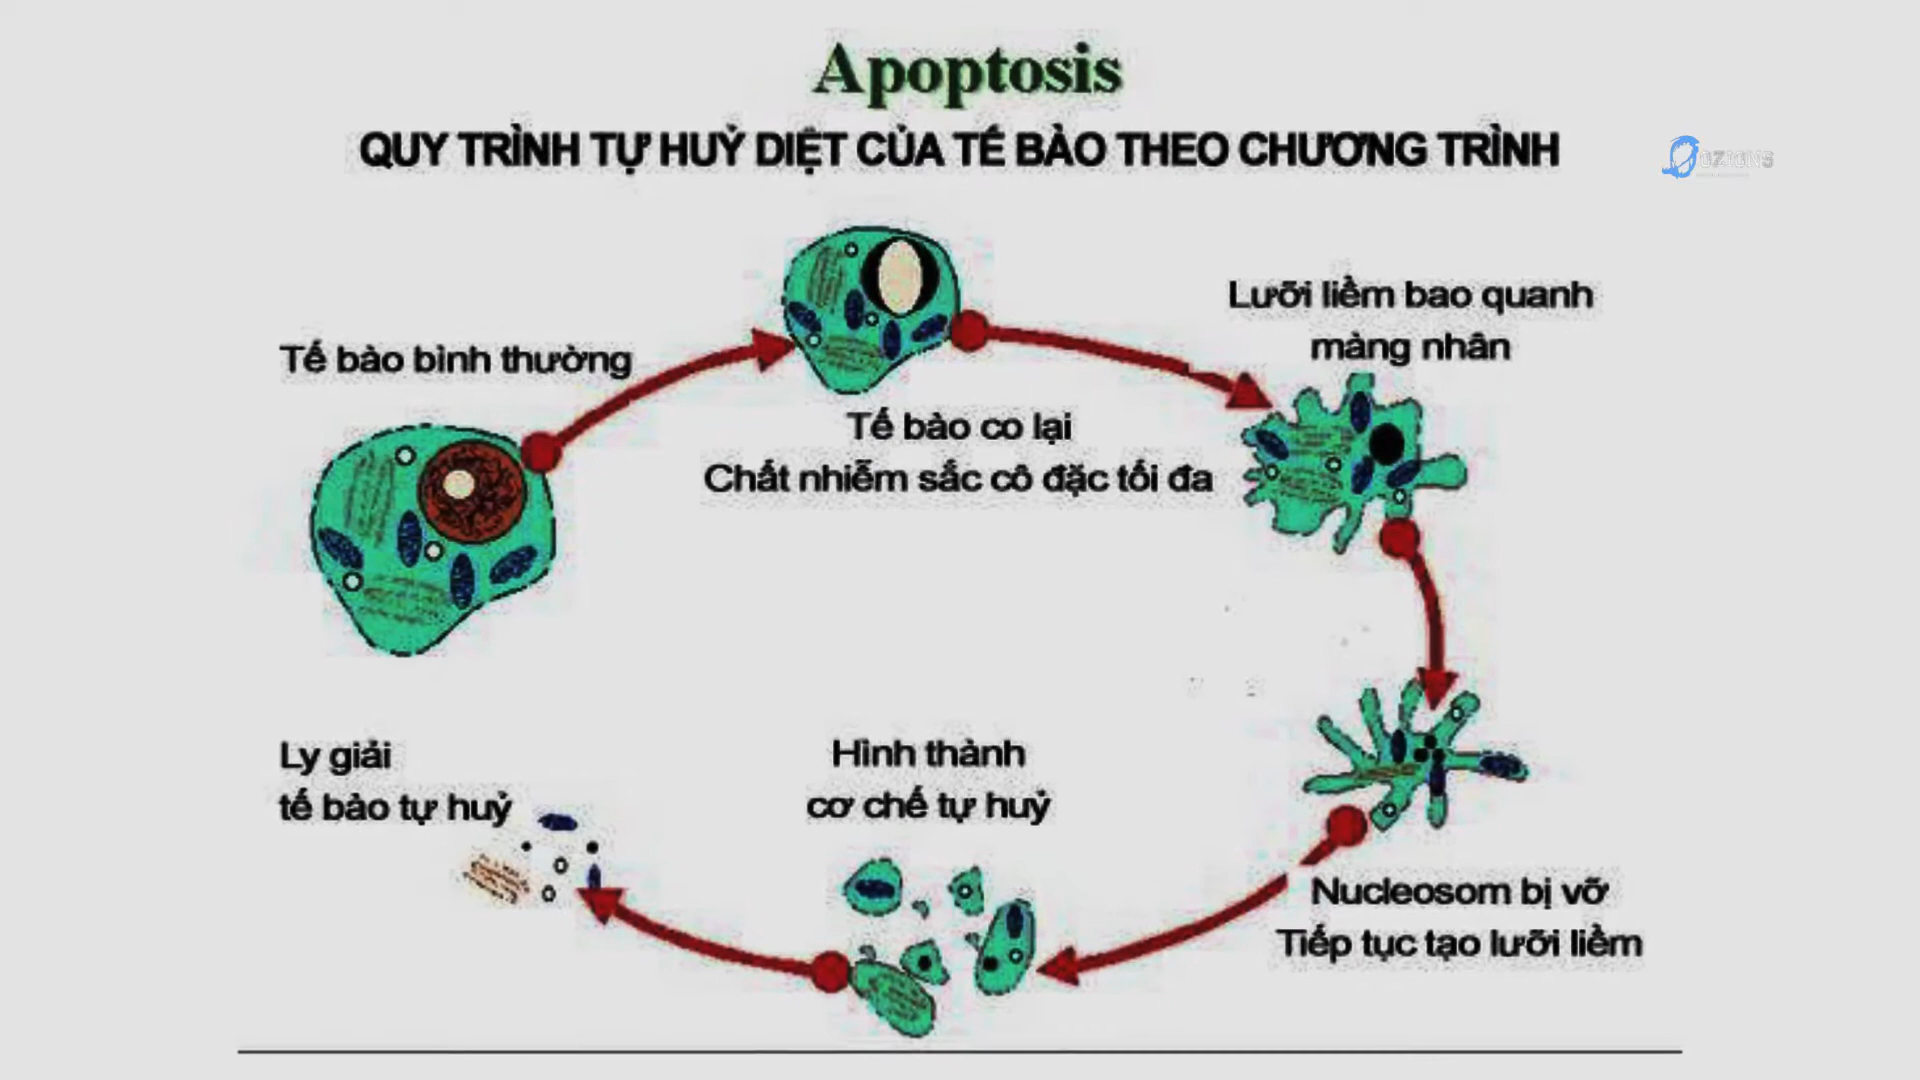 Apoptosis
QUY TRÌNH TỰ HUỶ DIỆT CỦA TẾ BÀO THEO CHƯƠNG TRÌNH
OZIONS
Lưỡi liềm bao quanh
màng nhân
Tế bào bình thường
Tế bào co lại
Chất nhiễm sắc cô đặc tối đa
Ly giải
tế bào tự huỷ
Hình thành
cơ chế tự huỷ
Nucleosom bị vỡ
Tiếp tục tạo lưỡi liềm